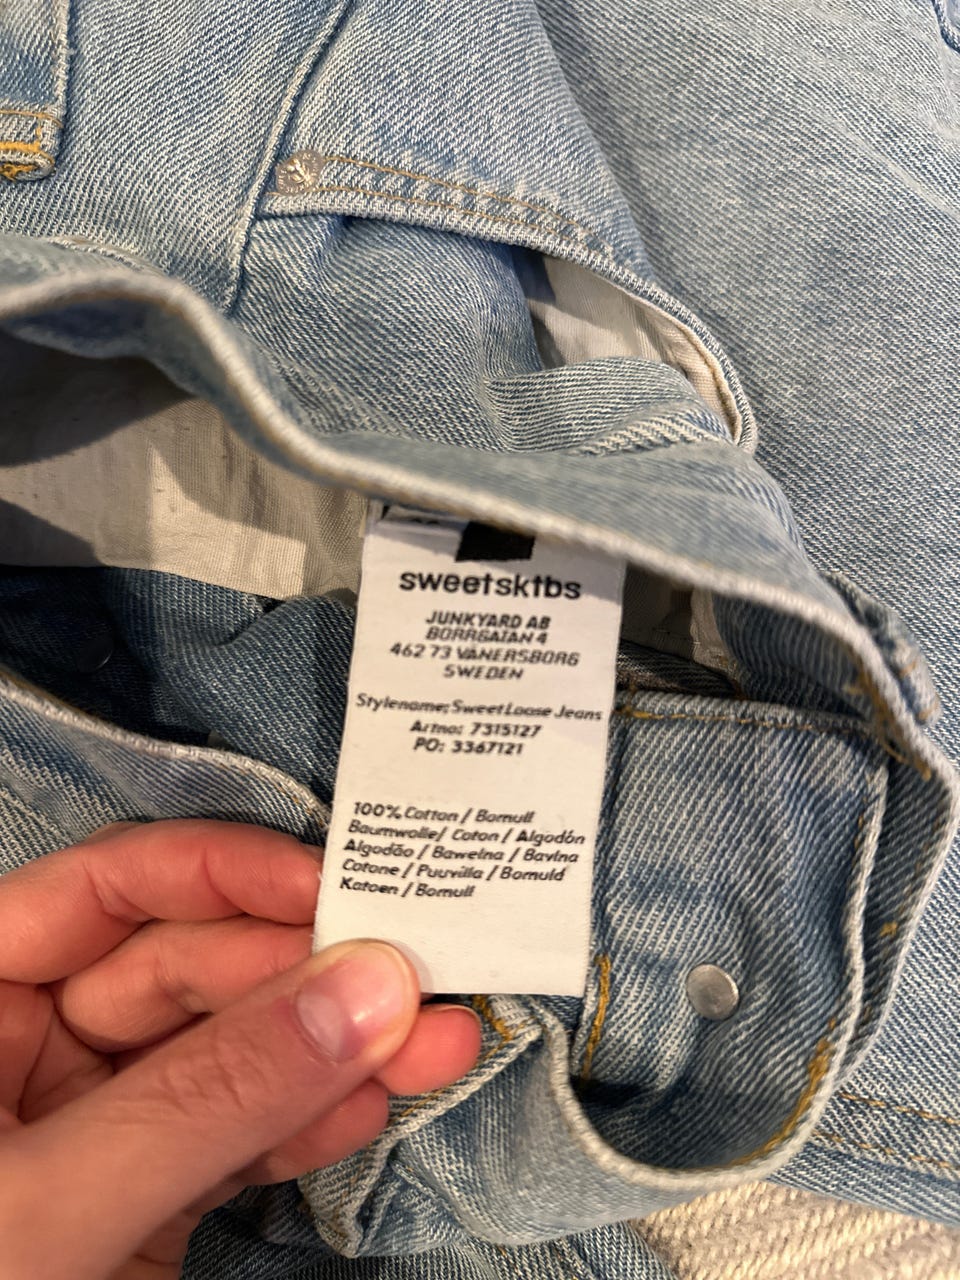 sweetsktbs
JUNKYARD AB
BORRGATAN 4
462 73 VÄNERSBORG
SWEDEN
Stylename: Sweet Loose Jeans
Artno: 7315127
PO: 3367121
100% Cotton / Bomull
Baumwolle/ Coton / Algodón
Algodão / Bawełna / Bavlna
Cotone / Puuvilla / Bomuld
Katoen / Bomull